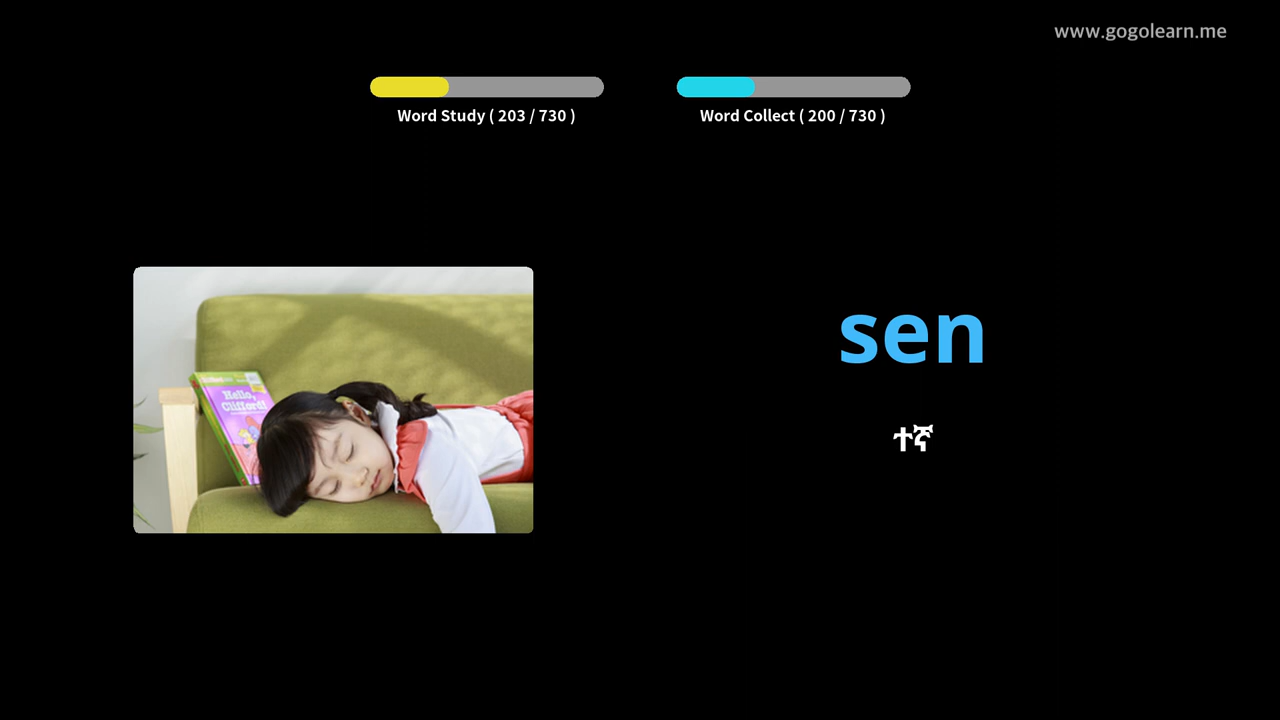 www.gogolearn.me
Word Study ( 203 / 730 )
Word Collect ( 200 / 730 )
Hello,
Clifford!
sen
ተኛ